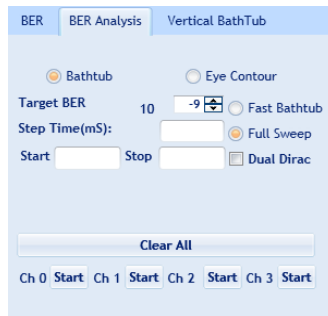 BER BER Analysis Vertical BathTub
Bathtub Eye Contour
Target BER 10 -9 Fast Bathtub
Step Time(mS): Full Sweep
Start Stop Dual Dirac
Clear All
Ch 0 Start Ch 1 Start Ch 2 Start Ch 3 Start